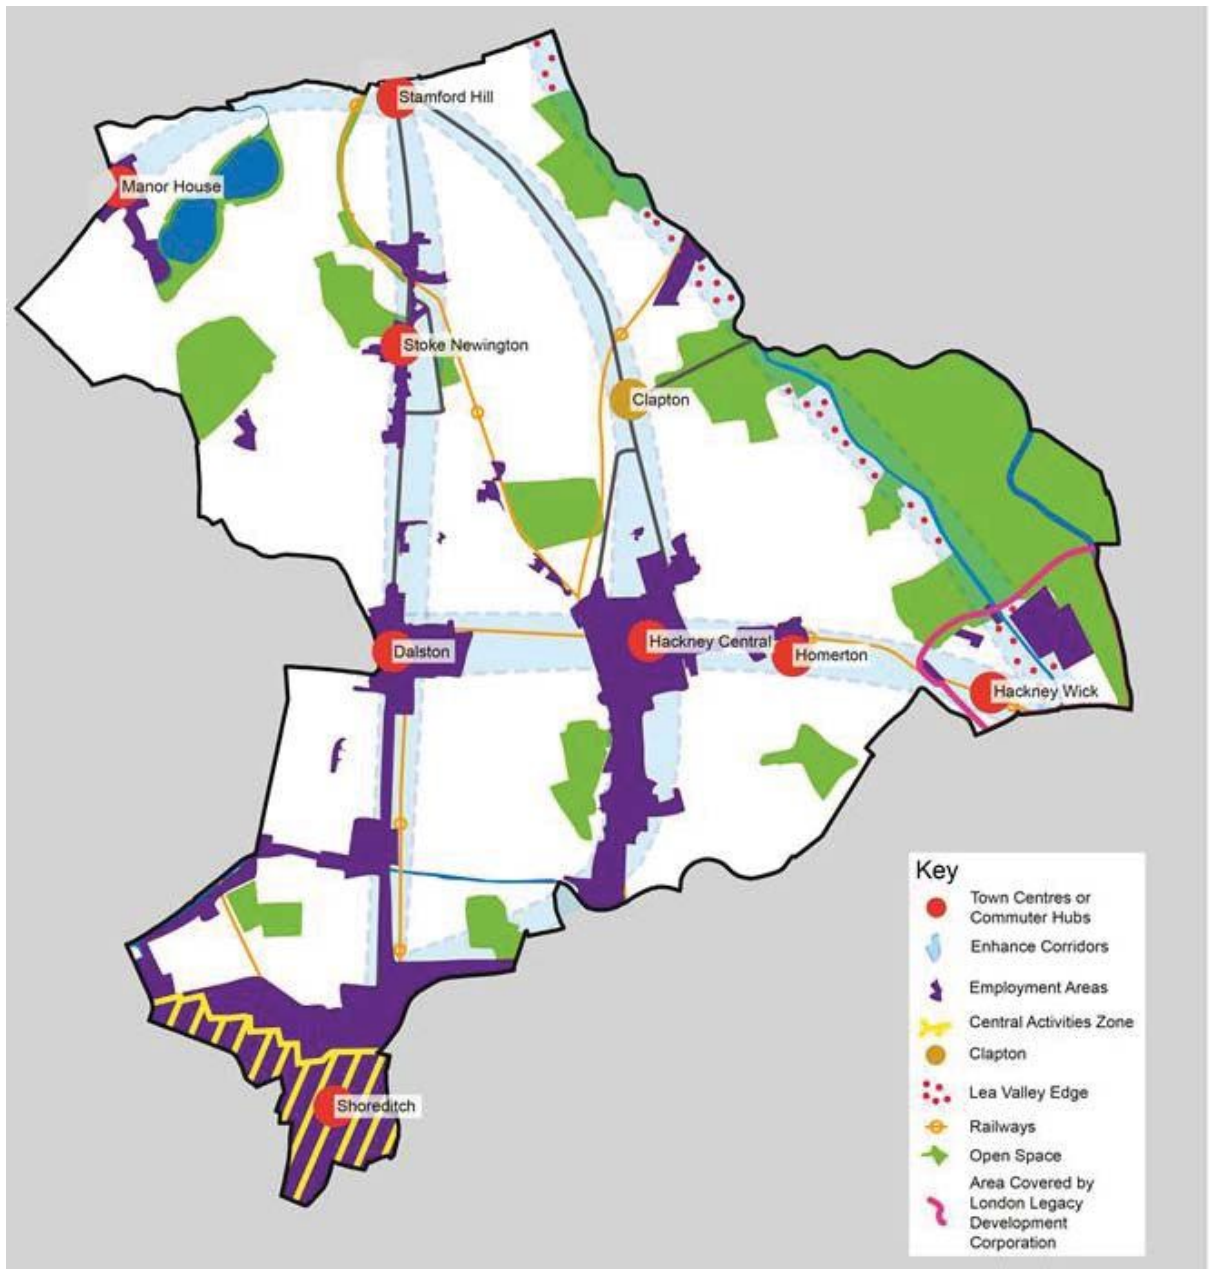 Stamford Hill
Manor House
Stoke Newington
Clapton
Hackney Central
Dalston
Homerton
Hackney Wick
Shoreditch
Key
Town Centres or
Commuter Hubs
Enhance Corridors
Employment Areas
Central Activities Zone
Clapton
Lea Valley Edge
Railways
Open Space
Area Covered by
London Legacy
Development
Corporation